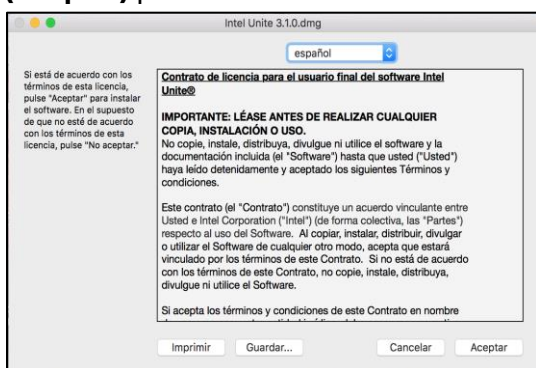 Intel Unite 3.1.0.dmg
español
Si está de acuerdo con los
términos de esta licencia,
pulse "Aceptar" para instalar
el software. En el supuesto
de que no esté de acuerdo
con los términos de esta
licencia, pulse "No aceptar."
Contrato de licencia para el usuario final del software Intel
Unite®
IMPORTANTE: LÉASE ANTES DE REALIZAR CUALQUIER
COPIA, INSTALACIÓN O USO.
No copie, instale, distribuya, divulgue ni utilice el software y la
documentación incluida (el "Software") hasta que usted ("Usted")
haya leído detenidamente y aceptado los siguientes Términos y
condiciones.
Este contrato (el "Contrato") constituye un acuerdo vinculante entre
Usted e Intel Corporation ("Intel") (de forma colectiva, las "Partes")
respecto al uso del Software. Al copiar, instalar, distribuir, divulgar
o utilizar el Software de cualquier otro modo, acepta que estará
vinculado por los términos de este Contrato. Si no está de acuerdo
con los términos de este Contrato, no copie, instale, distribuya,
divulgue ni utilice el Software.
Si acepta los términos y condiciones de este Contrato en nombre
Imprimir
Guardar...
Cancelar
Aceptar